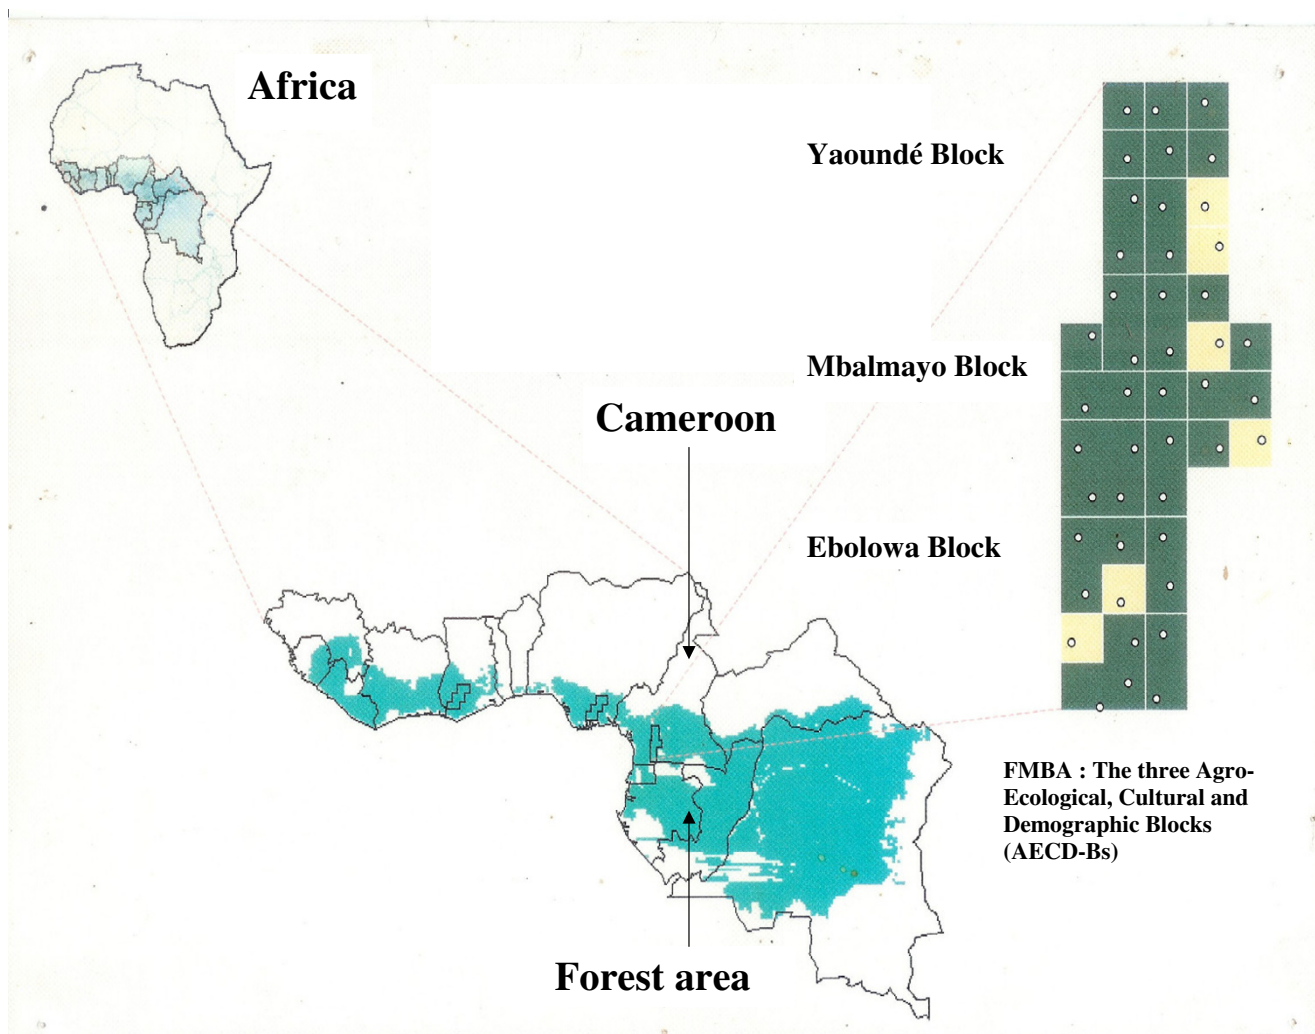 Africa
Yaoundé Block
Mbalmayo Block
Cameroon
Ebolowa Block
FMBA : The three Agro-
Ecological, Cultural and
Demographic Blocks
(AECD-Bs)
Forest area